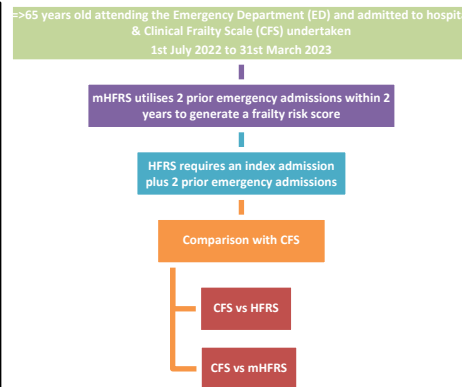 =>65 years old attending the Emergency Department (ED) and admitted to hospital
& Clinical Frailty Scale (CFS) undertaken
1st July 2022 to 31st March 2023
mHFRS utilises 2 prior emergency admissions within 2
years to generate a frailty risk score
HFRS requires an index admission
plus 2 prior emergency admissions
Comparison with CFS
CFS vs HFRS
CFS vs mHFRS